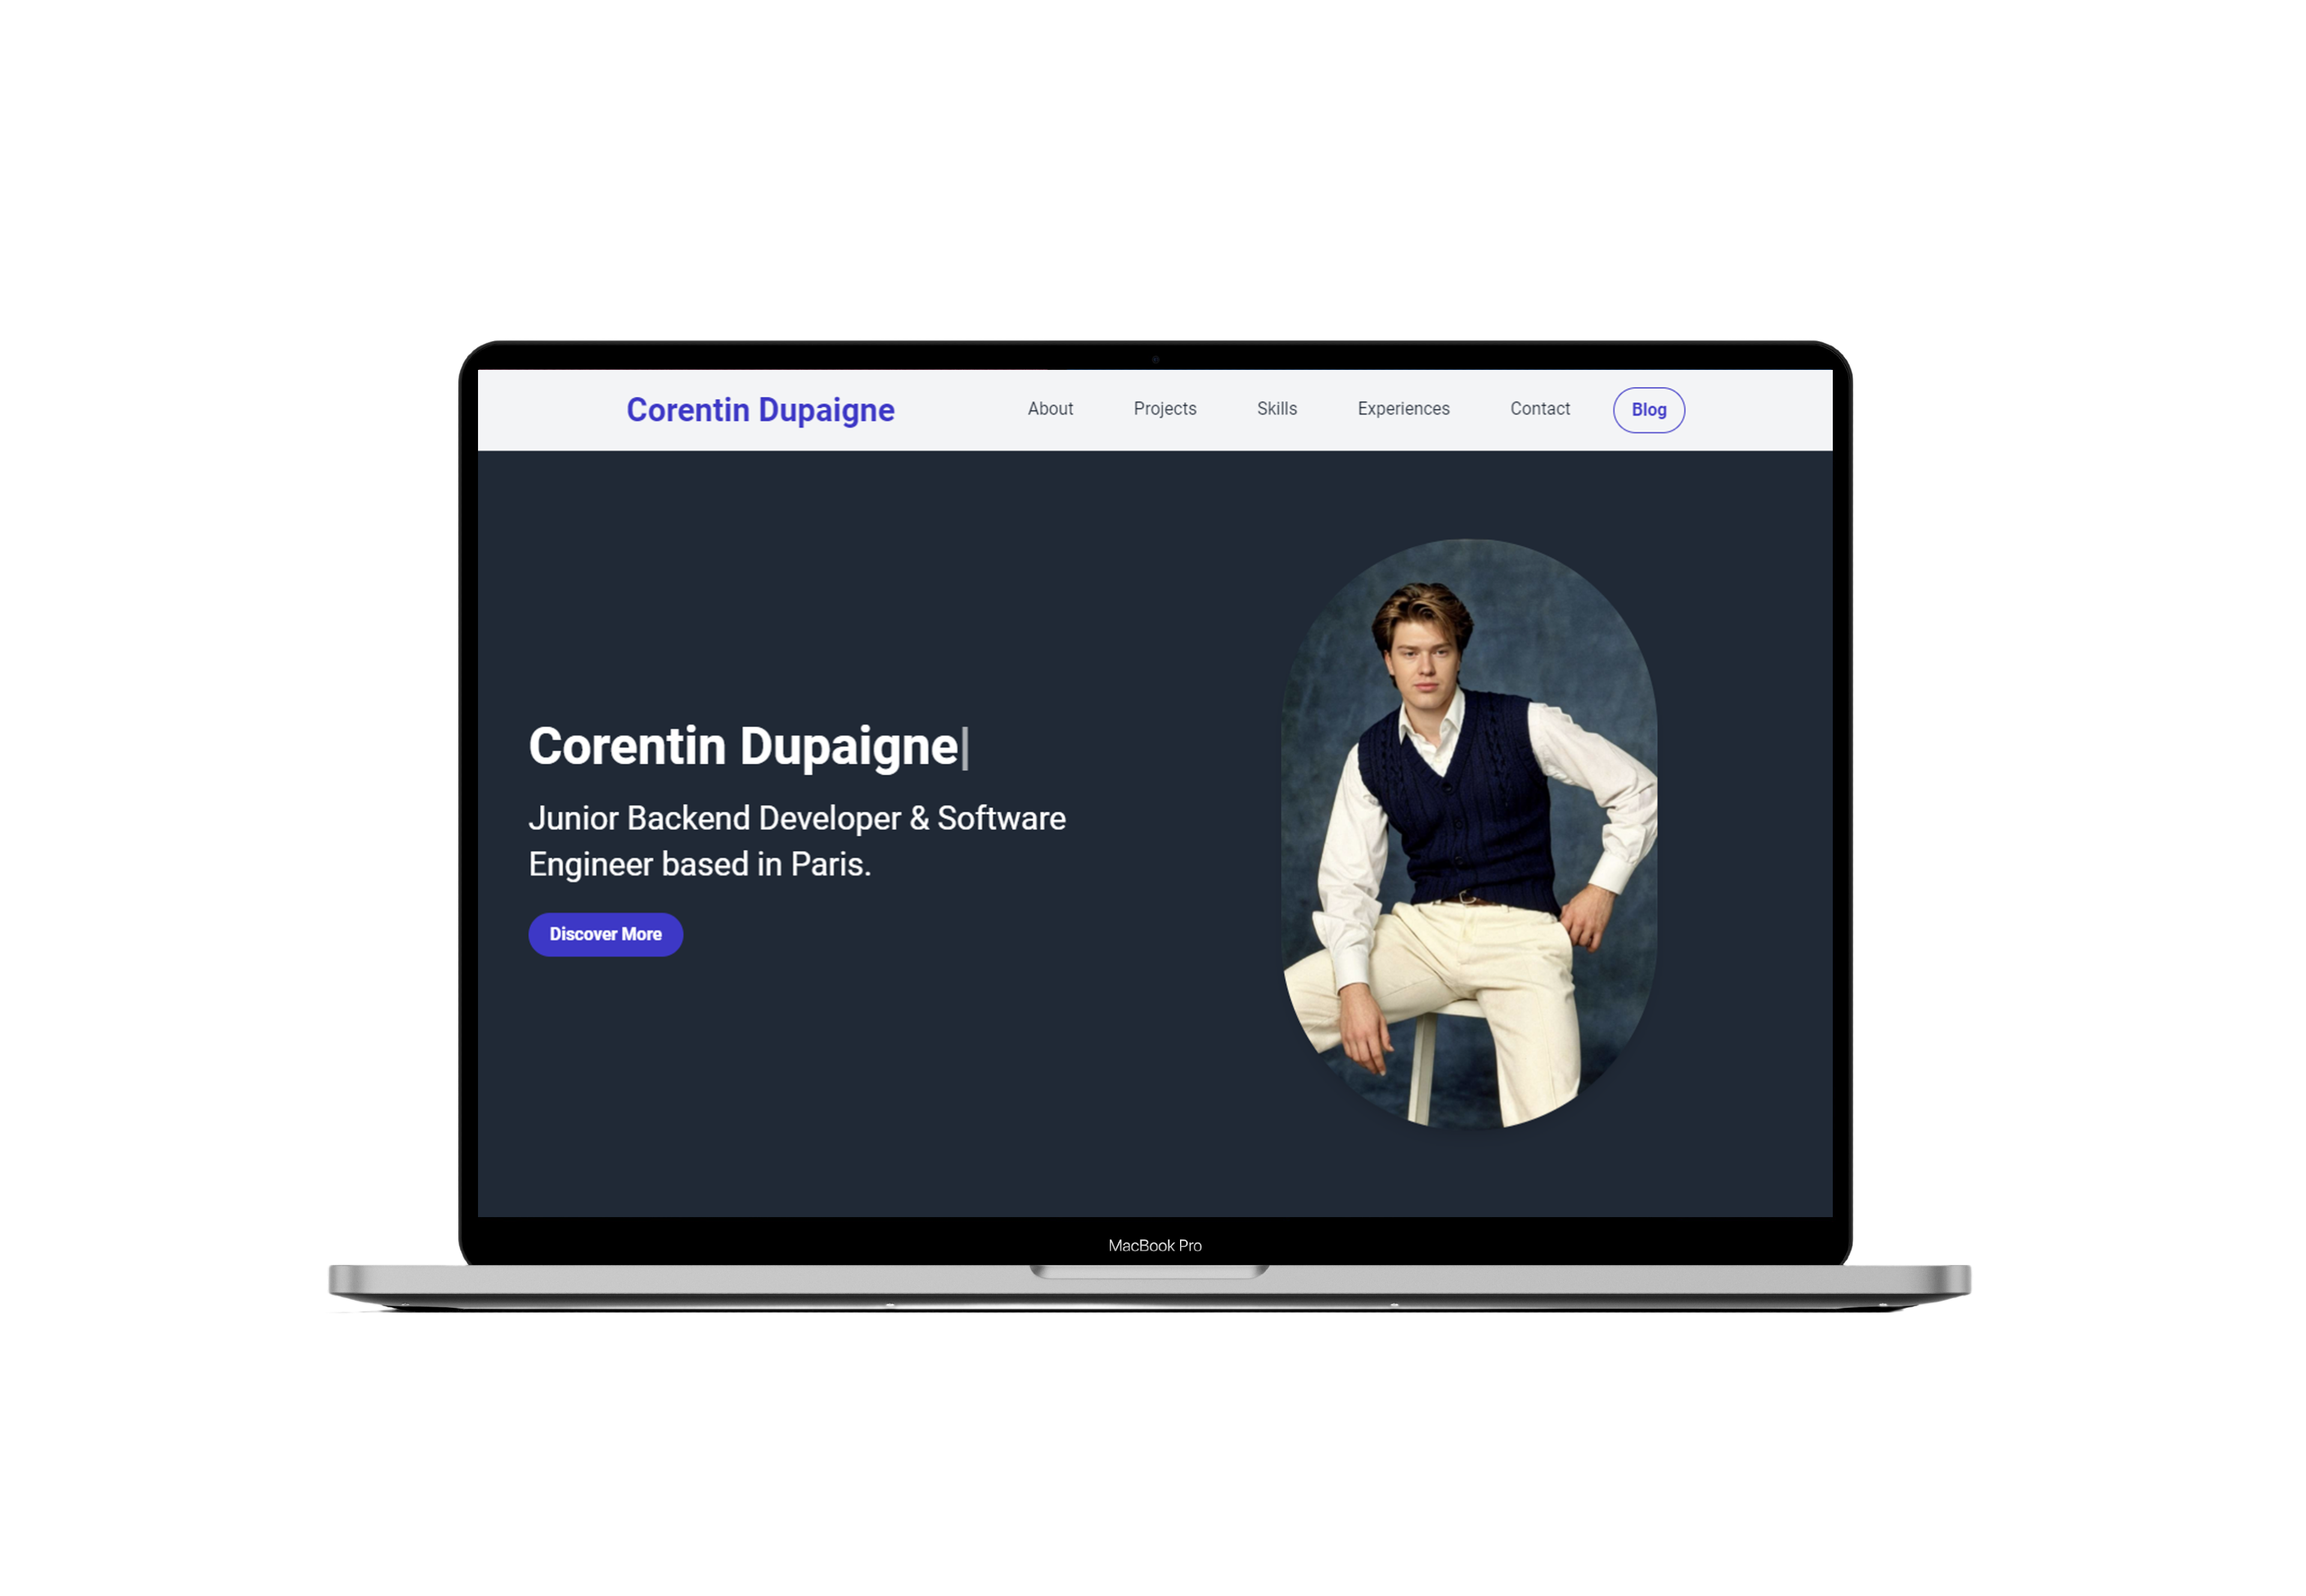 Corentin Dupaigne
About
Projects
Skills
Experiences
Contact
Blog
Corentin Dupaigne|
Junior Backend Developer & Software
Engineer based in Paris.
Discover More
MacBook Pro